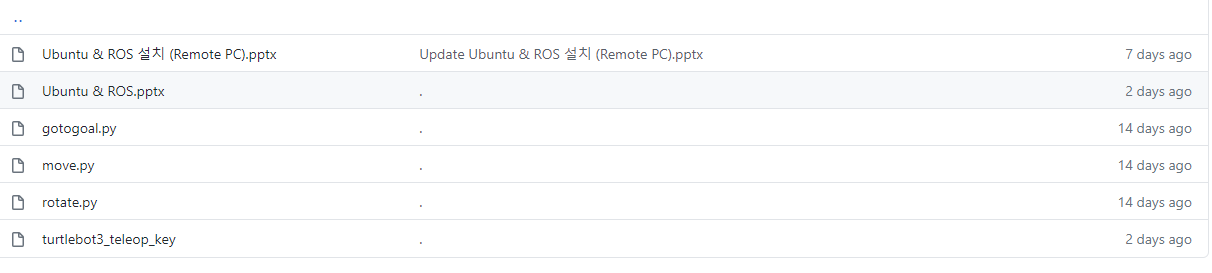 ..
Ubuntu & ROS 설치 (Remote PC).pptx Update Ubuntu & ROS 설치 (Remote PC).pptx 7 days ago
Ubuntu & ROS.pptx . 2 days ago
gotogoal.py . 14 days ago
move.py . 14 days ago
rotate.py . 14 days ago
turtlebot3_teleop_key . 2 days ago